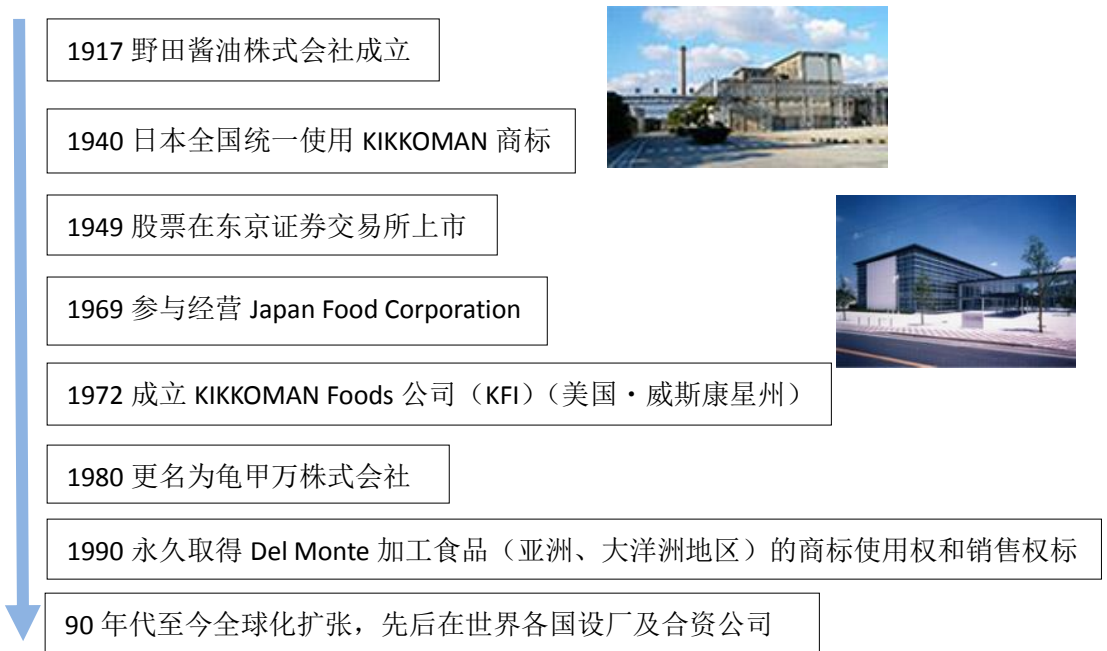 1917 野田酱油株式会社成立
1940 日本全国统一使用 KIKKOMAN 商标
1949 股票在东京证券交易所上市
1969 参与经营 Japan Food Corporation
1972 成立 KIKKOMAN Foods 公司（KFI）（美国・威斯康星州）
1980 更名为龟甲万株式会社
1990 永久取得 Del Monte 加工食品（亚洲、大洋洲地区）的商标使用权和销售权标
90 年代至今全球化扩张，先后在世界各国设厂及合资公司